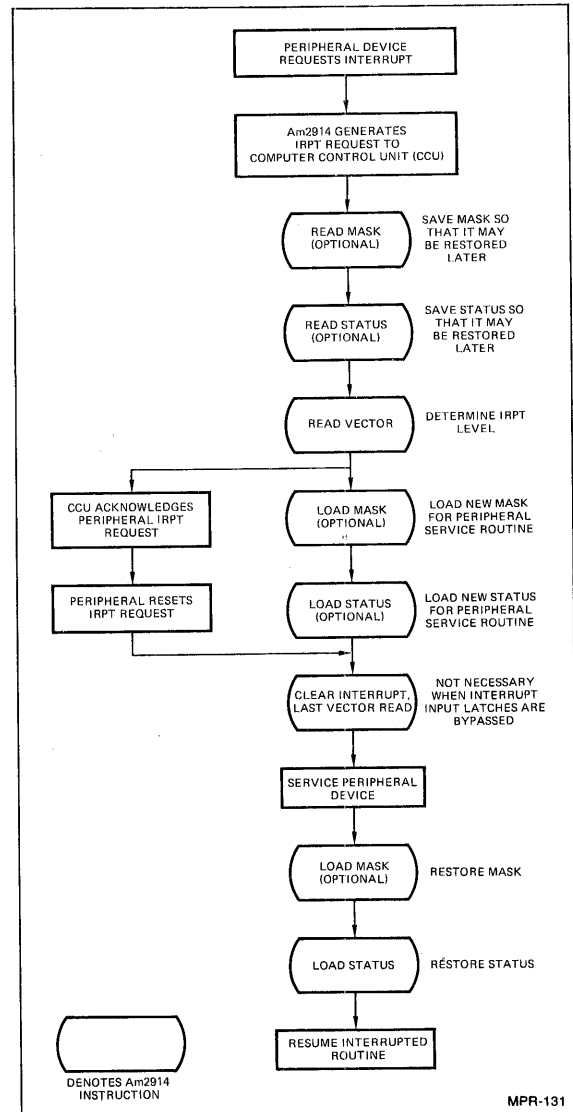 PERIPHERAL DEVICE
REQUESTS INTERRUPT
Am2914 GENERATES
IRPT REQUEST TO
COMPUTER CONTROL UNIT (CCU)
READ MASK
(OPTIONAL)
SAVE MASK SO
THAT IT MAY
BE RESTORED
LATER
READ STATUS
(OPTIONAL)
SAVE STATUS SO
THAT IT MAY
BE RESTORED
LATER
READ VECTOR
DETERMINE IRPT
LEVEL
CCU ACKNOWLEDGES
PERIPHERAL IRPT
REQUEST
LOAD MASK
(OPTIONAL)
LOAD NEW MASK
FOR PERIPHERAL
SERVICE ROUTINE
PERIPHERAL RESETS
IRPT REQUEST
LOAD STATUS
(OPTIONAL)
LOAD NEW STATUS
FOR PERIPHERAL
SERVICE ROUTINE
CLEAR INTERRUPT,
LAST VECTOR READ
NOT NECESSARY
WHEN INTERRUPT
INPUT LATCHES ARE
BYPASSED
SERVICE PERIPHERAL
DEVICE
LOAD MASK
(OPTIONAL)
RESTORE MASK
LOAD STATUS
RESTORE STATUS
RESUME INTERRUPTED
ROUTINE
DENOTES Am2914
INSTRUCTION
MPR-131